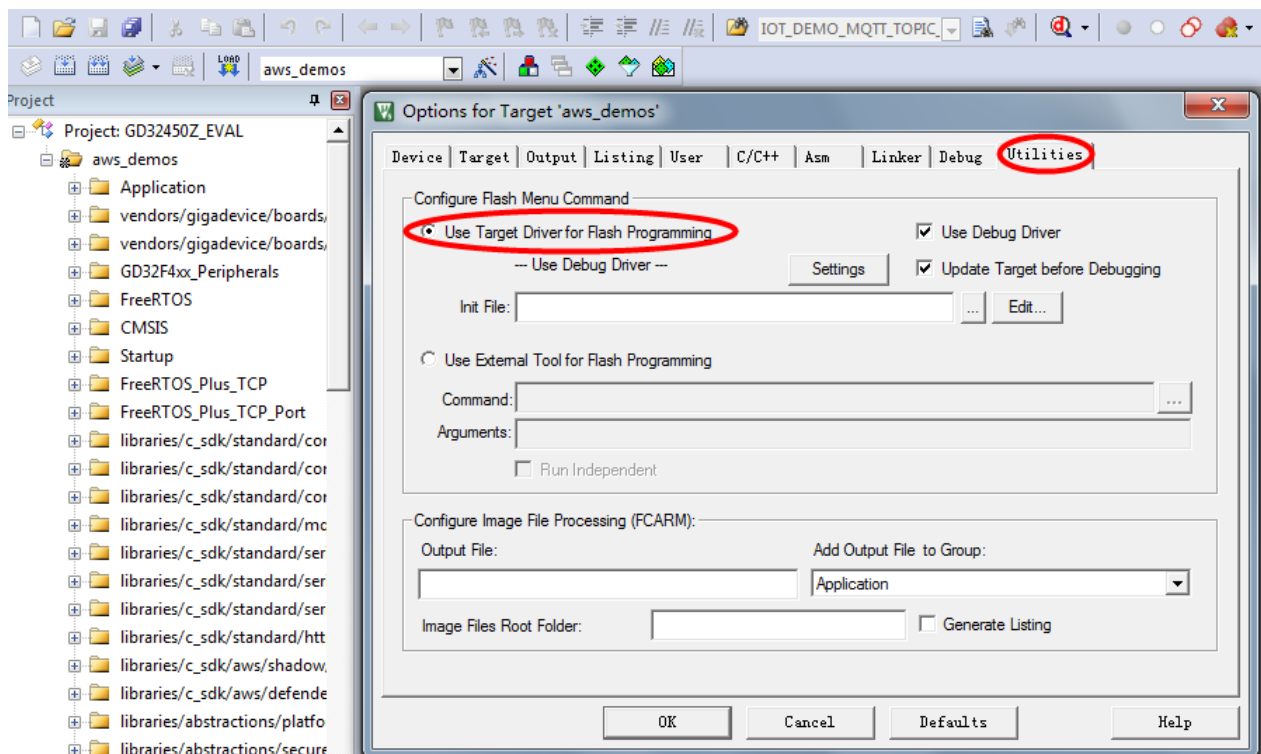 IOT_DEMO_MQTT_TOPIC_
LOAD
aws_demos
Project
Project: GD32450Z_EVAL
aws_demos
Application
vendors/gigadevice/boards/
vendors/gigadevice/boards/
GD32F4xx_Peripherals
FreeRTOS
CMSIS
Startup
FreeRTOS_Plus_TCP
FreeRTOS_Plus_TCP_Port
libraries/c_sdk/standard/cor
libraries/c_sdk/standard/cor
libraries/c_sdk/standard/cor
libraries/c_sdk/standard/mq
libraries/c_sdk/standard/ser
libraries/c_sdk/standard/ser
libraries/c_sdk/standard/ser
libraries/c_sdk/standard/htt
libraries/c_sdk/aws/shadow,
libraries/c_sdk/aws/defende
libraries/abstractions/platfo
libraries/abstractions/secure
Options for Target 'aws_demos'
Device Target Output Listing User C/C++ Asm Linker Debug Utilities
Configure Flash Menu Command
Use Target Driver for Flash Programming Use Debug Driver
--- Use Debug Driver --- Settings Update Target before Debugging
Init File: ... Edit...
Use External Tool for Flash Programming
Command: ...
Arguments:
Run Independent
Configure Image File Processing (FCARM):
Output File: Add Output File to Group:
Application
Image Files Root Folder: Generate Listing
OK Cancel Defaults Help